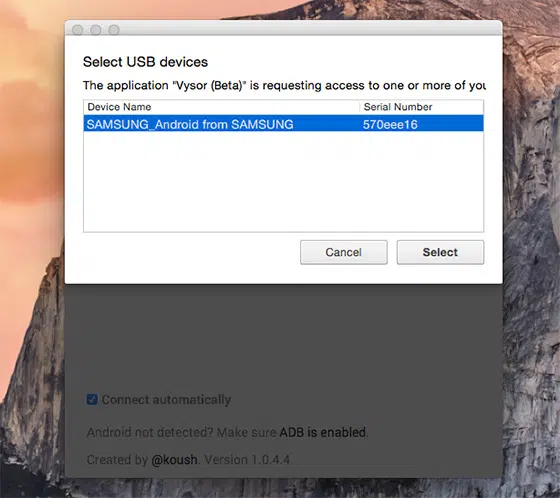 Select USB devices
The application "Vysor (Beta)" is requesting access to one or more of you
Device Name Serial Number
SAMSUNG_Android from SAMSUNG 570eee16
Cancel Select
Connect automatically
Android not detected? Make sure ADB is enabled.
Created by @koush. Version 1.0.4.4